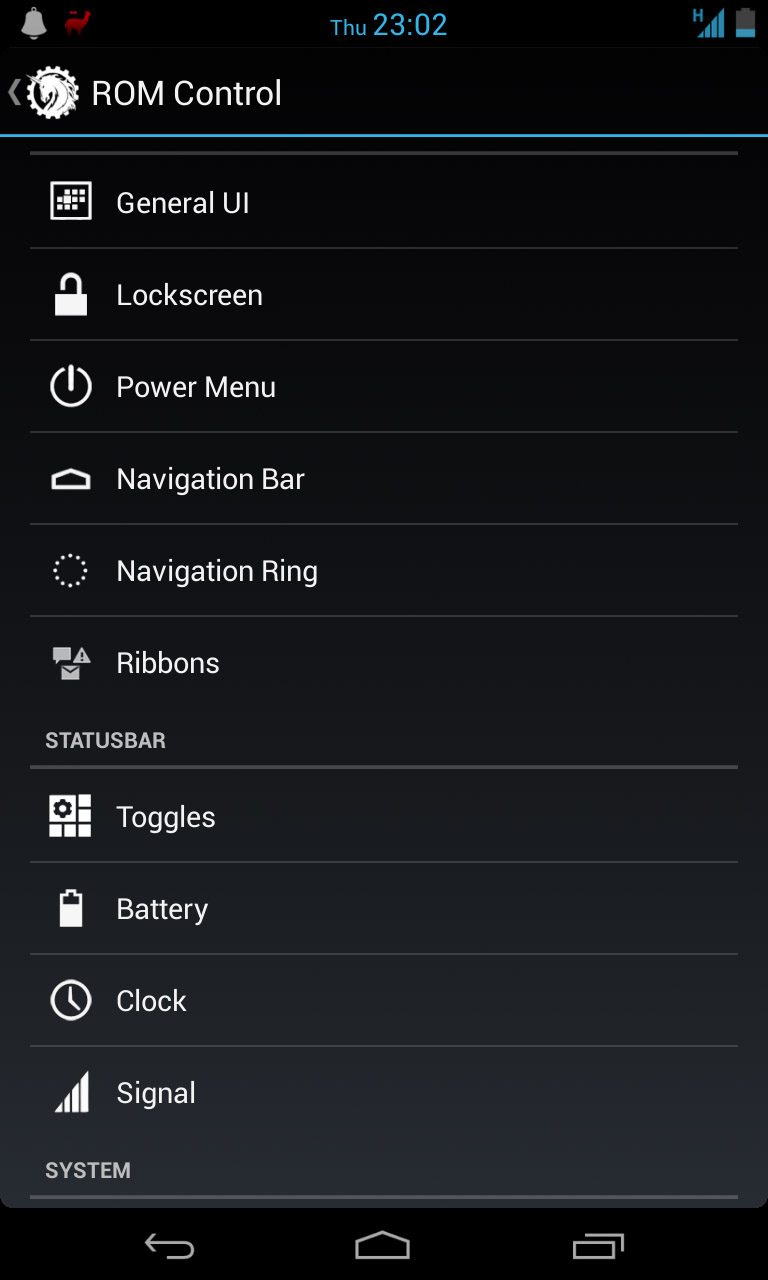 Thu 23:02
H
ROM Control
General UI
Lockscreen
Power Menu
Navigation Bar
Navigation Ring
Ribbons
STATUSBAR
Toggles
Battery
Clock
Signal
SYSTEM